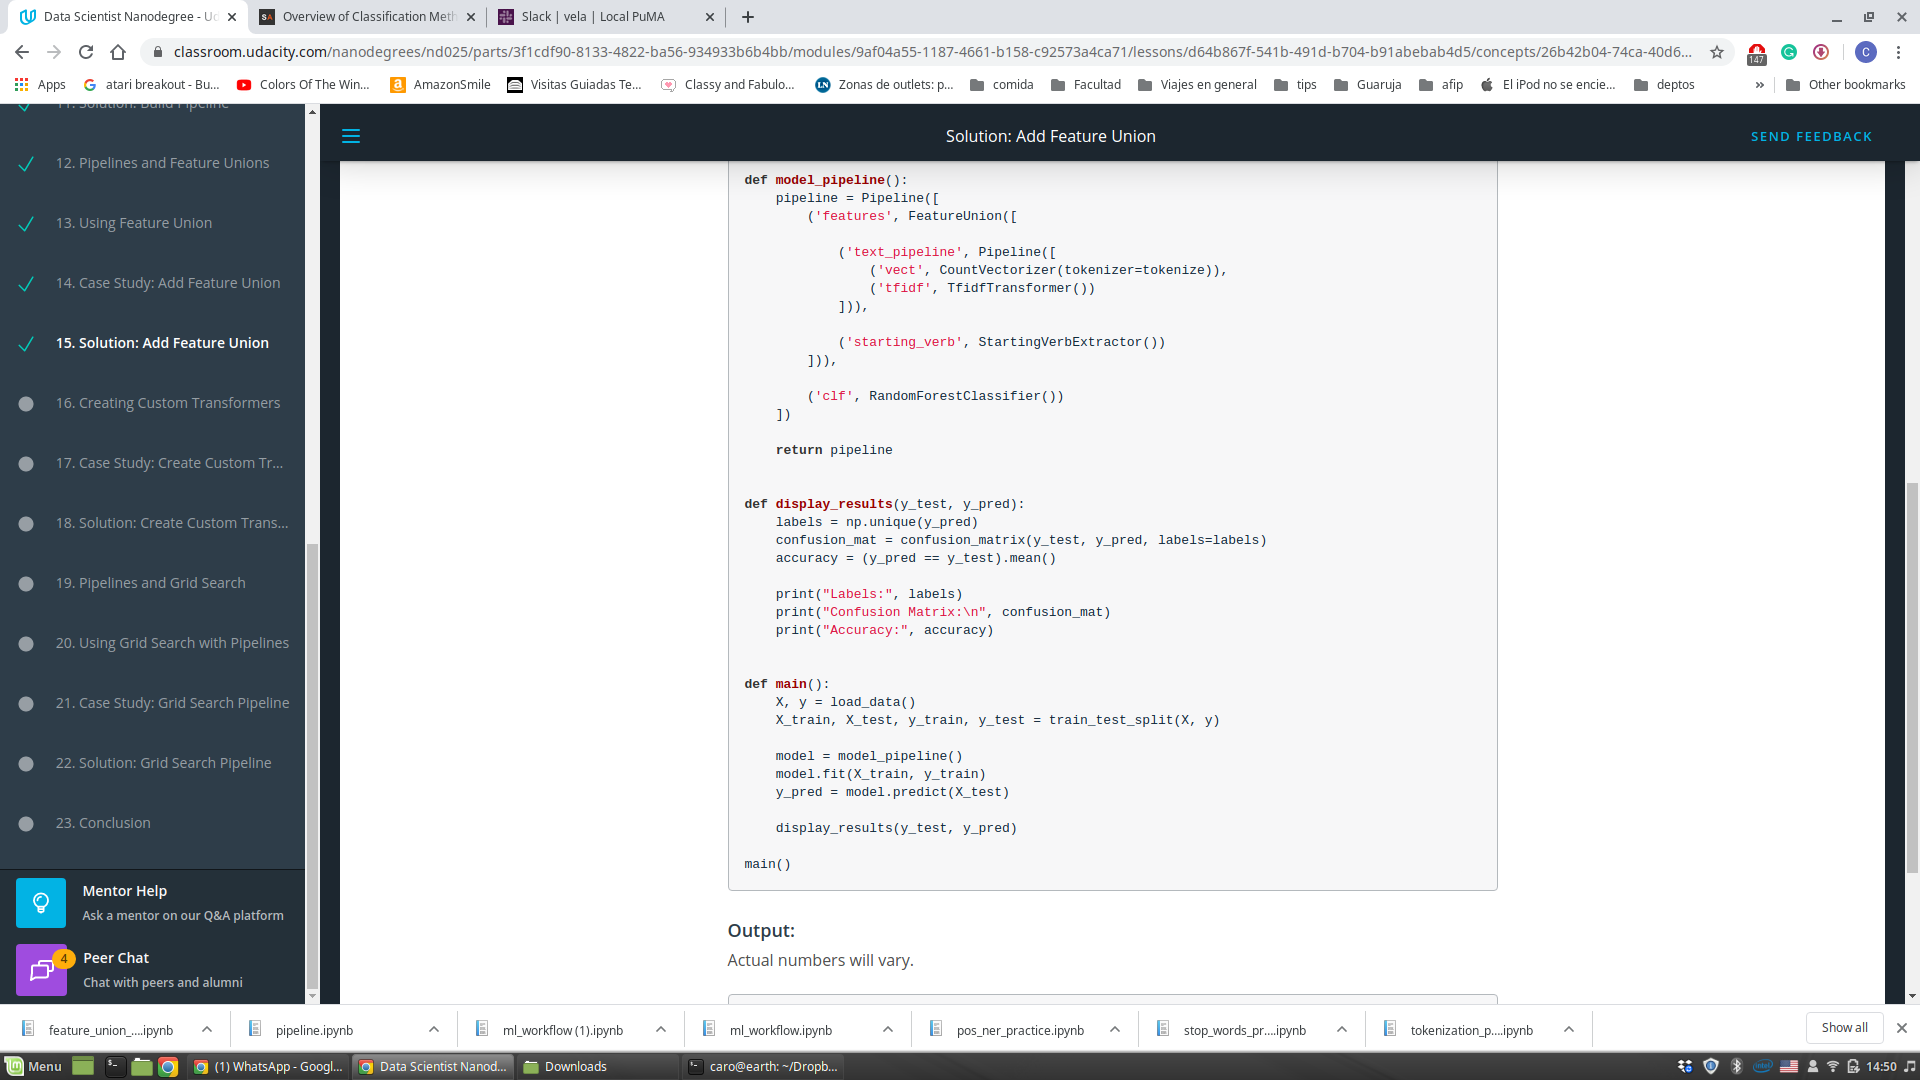 Data Scientist Nanodegree - Ud
Overview of Classification Meth
Slack | vela | Local PuMA
classroom.udacity.com/nanodegrees/nd025/parts/3f1cdf90-8133-4822-ba56-934933b6b4bb/modules/9af04a55-1187-4661-b158-c92573a4ca71/lessons/d64b867f-541b-491d-b704-b91abebab4d5/concepts/26b42b04-74ca-40d6...
147
C
Apps
atari breakout - Bu...
Colors Of The Win...
AmazonSmile
Visitas Guiadas Te...
Classy and Fabulo...
Zonas de outlets: p...
comida
Facultad
Viajes en general
tips
Guaruja
afip
El iPod no se encie...
deptos
»
Other bookmarks
11. Solution: Build Pipeline
12. Pipelines and Feature Unions
13. Using Feature Union
14. Case Study: Add Feature Union
15. Solution: Add Feature Union
16. Creating Custom Transformers
17. Case Study: Create Custom Tr...
18. Solution: Create Custom Trans...
19. Pipelines and Grid Search
20. Using Grid Search with Pipelines
21. Case Study: Grid Search Pipeline
22. Solution: Grid Search Pipeline
23. Conclusion
Mentor Help
Ask a mentor on our Q&A platform
4
Peer Chat
Chat with peers and alumni
Solution: Add Feature Union
SEND FEEDBACK
def model_pipeline():
    pipeline = Pipeline([
        ('features', FeatureUnion([
            ('text_pipeline', Pipeline([
                ('vect', CountVectorizer(tokenizer=tokenize)),
                ('tfidf', TfidfTransformer())
            ])),
            ('starting_verb', StartingVerbExtractor())
        ])),
        ('clf', RandomForestClassifier())
    ])
    return pipeline
def display_results(y_test, y_pred):
    labels = np.unique(y_pred)
    confusion_mat = confusion_matrix(y_test, y_pred, labels=labels)
    accuracy = (y_pred == y_test).mean()
    print("Labels:", labels)
    print("Confusion Matrix:\n", confusion_mat)
    print("Accuracy:", accuracy)
def main():
    X, y = load_data()
    X_train, X_test, y_train, y_test = train_test_split(X, y)
    model = model_pipeline()
    model.fit(X_train, y_train)
    y_pred = model.predict(X_test)
    display_results(y_test, y_pred)
main()
Output:
Actual numbers will vary.
feature_union_....ipynb
pipeline.ipynb
ml_workflow (1).ipynb
ml_workflow.ipynb
pos_ner_practice.ipynb
stop_words_pr....ipynb
tokenization_p....ipynb
Show all
Menu
(1) WhatsApp - Googl...
Data Scientist Nanod...
Downloads
caro@earth: ~/Dropb...
14:50